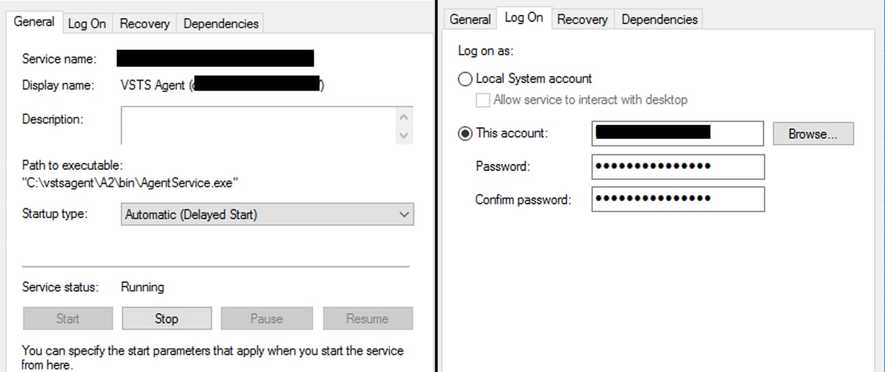 General Log On Recovery Dependencies
Service name:
Display name: VSTS Agent ( )
Description:
Path to executable:
"C:\vstsagent\A2\bin\AgentService.exe"
Startup type: Automatic (Delayed Start)
Service status: Running
Start Stop Pause Resume
You can specify the start parameters that apply when you start the service
from here.
General Log On Recovery Dependencies
Log on as:
Local System account
Allow service to interact with desktop
This account: Browse...
Password: •••••••••••••••
Confirm password: •••••••••••••••